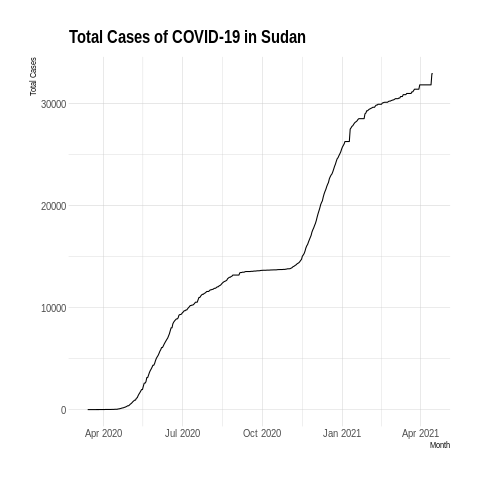 Total Cases of COVID-19 in Sudan
Total Cases
30000
20000
10000
0
Apr 2020 Jul 2020 Oct 2020 Jan 2021 Apr 2021
Month